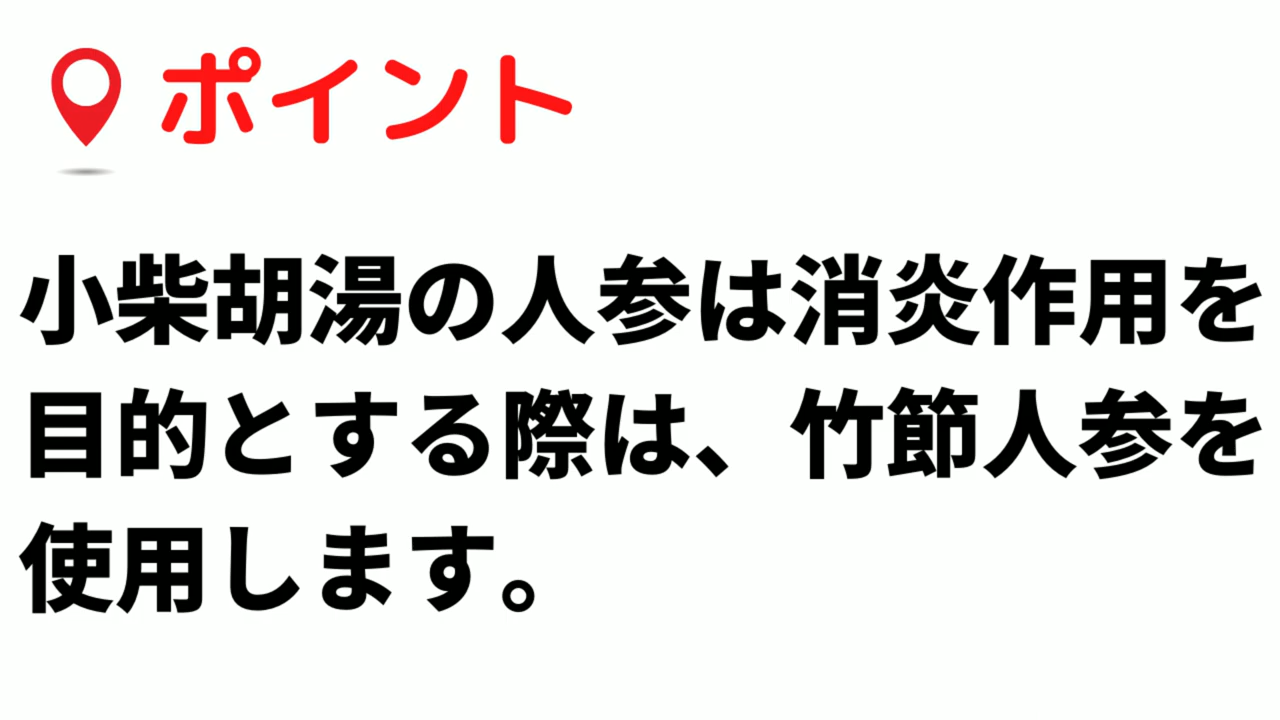 ポイント
小柴胡湯の人参は消炎作用を
目的とする際は、竹節人参を
使用します。